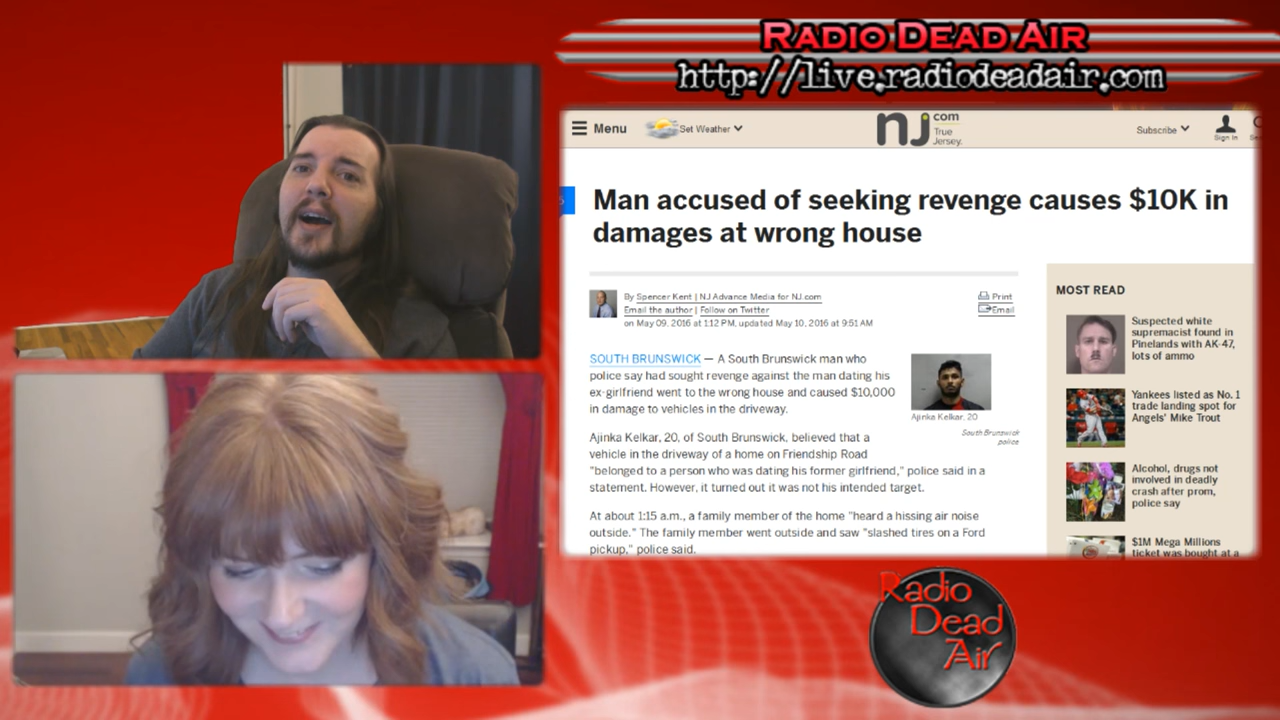 RADIO DEAD AIR
http://live.radiodeadair.com
Menu
Set Weather
nj
com
True
Jersey.
Subscribe
Sign In
Man accused of seeking revenge causes $10K in
damages at wrong house
By Spencer Kent | NJ Advance Media for NJ.com
Email the author | Follow on Twitter
on May 09, 2016 at 1:12 PM, updated May 10, 2016 at 9:51 AM
Print
Email
SOUTH BRUNSWICK — A South Brunswick man who
police say had sought revenge against the man dating his
ex-girlfriend went to the wrong house and caused $10,000
in damage to vehicles in the driveway.
Ajinka Kelkar, 20
South Brunswick
police
Ajinka Kelkar, 20, of South Brunswick, believed that a
vehicle in the driveway of a home on Friendship Road
"belonged to a person who was dating his former girlfriend," police said in a
statement. However, it turned out it was not his intended target.
At about 1:15 a.m., a family member of the home "heard a hissing air noise
outside." The family member went outside and saw "slashed tires on a Ford
pickup," police said.
MOST READ
Suspected white
supremacist found in
Pinelands with AK-47,
lots of ammo
Yankees listed as No. 1
trade landing spot for
Angels' Mike Trout
Alcohol, drugs not
involved in deadly
crash after prom,
police say
$1M Mega Millions
ticket was bought at a
Radio
Dead
Air